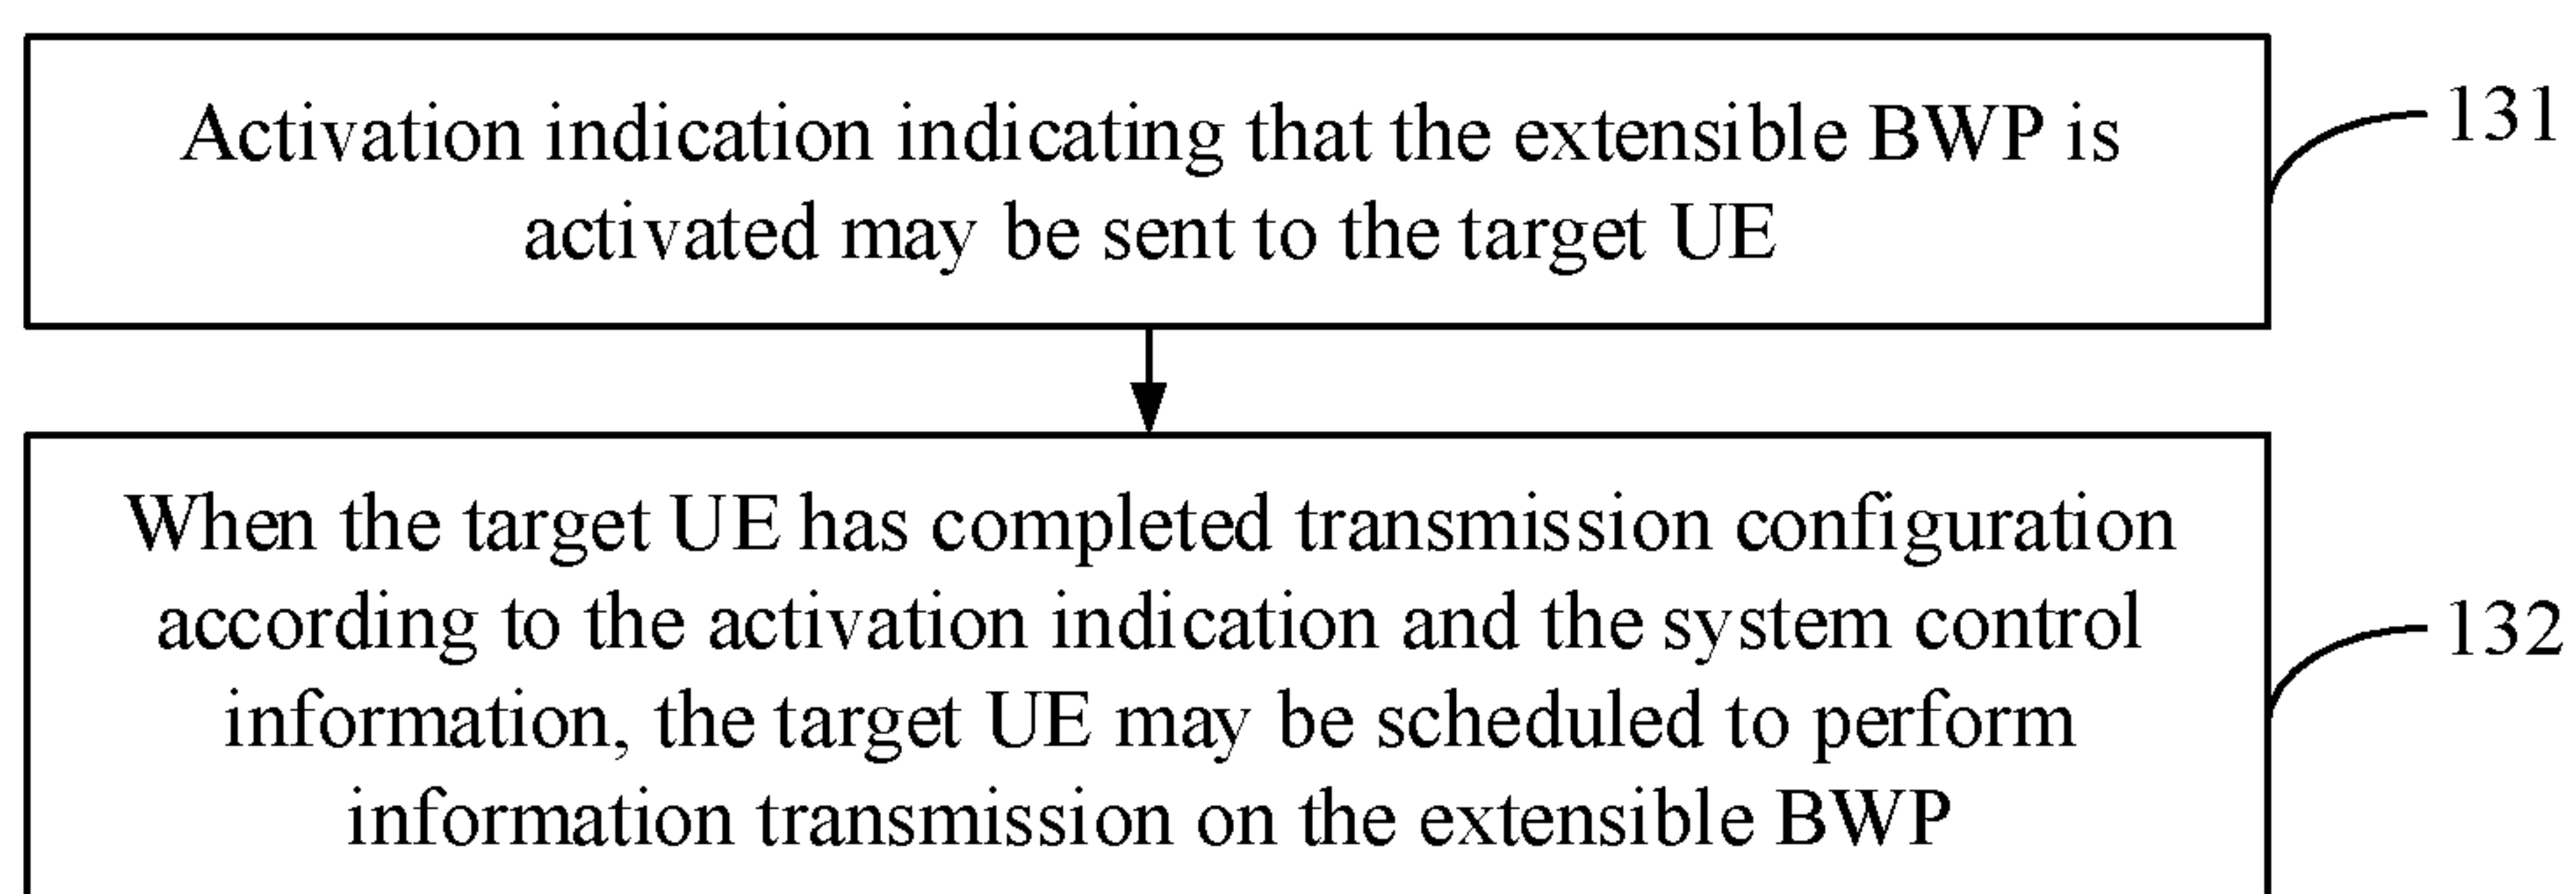 Activation indication indicating that the extensible BWP is
activated may be sent to the target UE
131
When the target UE has completed transmission configuration
according to the activation indication and the system control
information, the target UE may be scheduled to perform
information transmission on the extensible BWP
132